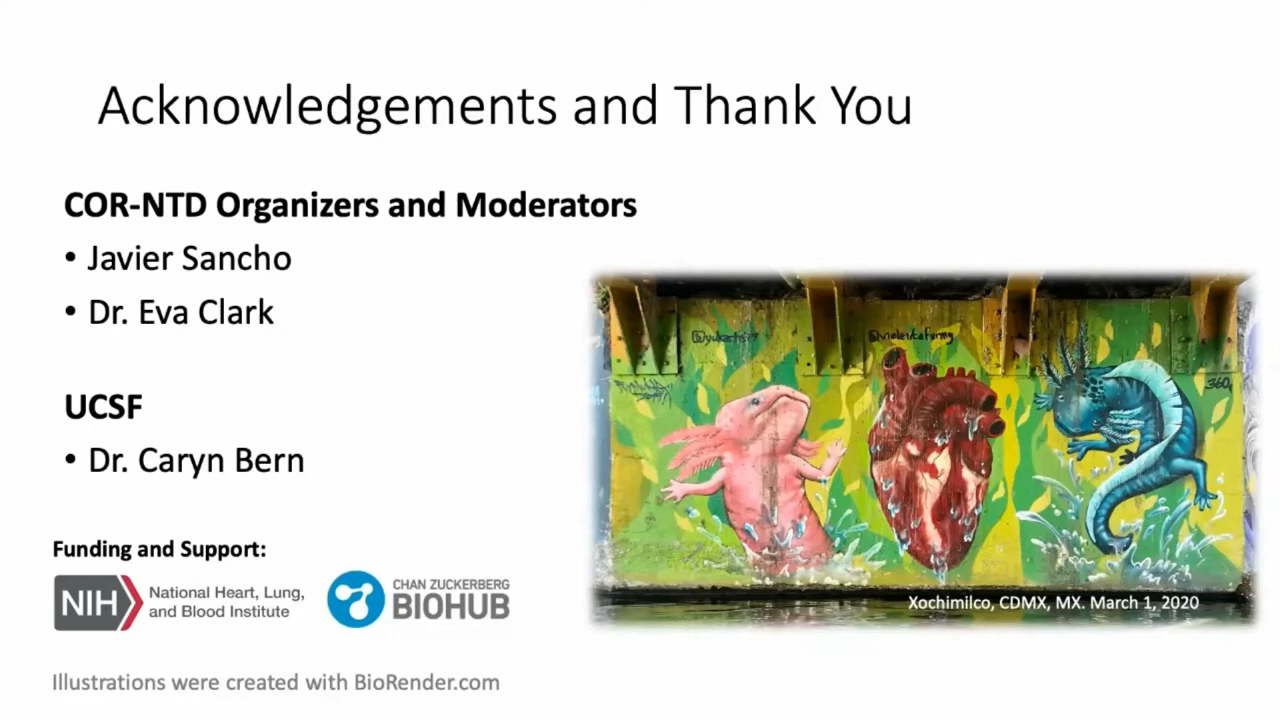 Acknowledgements and Thank You
COR-NTD Organizers and Moderators
• Javier Sancho
• Dr. Eva Clark
UCSF
• Dr. Caryn Bern
Funding and Support:
NIH National Heart, Lung,
and Blood Institute
CHAN ZUCKERBERG
BIOHUB
360
Xochimilco, CDMX, MX. March 1, 2020
Illustrations were created with BioRender.com